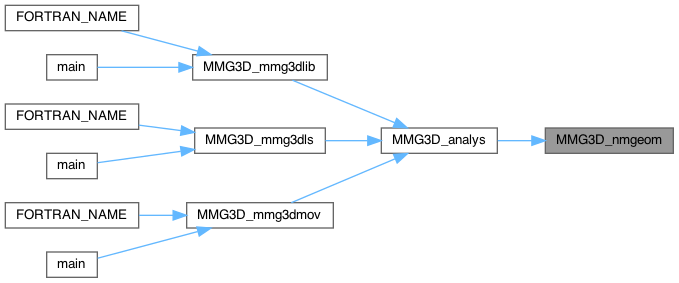 FORTRAN_NAME
main
MMG3D_mmg3dlib
FORTRAN_NAME
main
MMG3D_mmg3dls
MMG3D_analys
MMG3D_nmgeom
FORTRAN_NAME
main
MMG3D_mmg3dmov